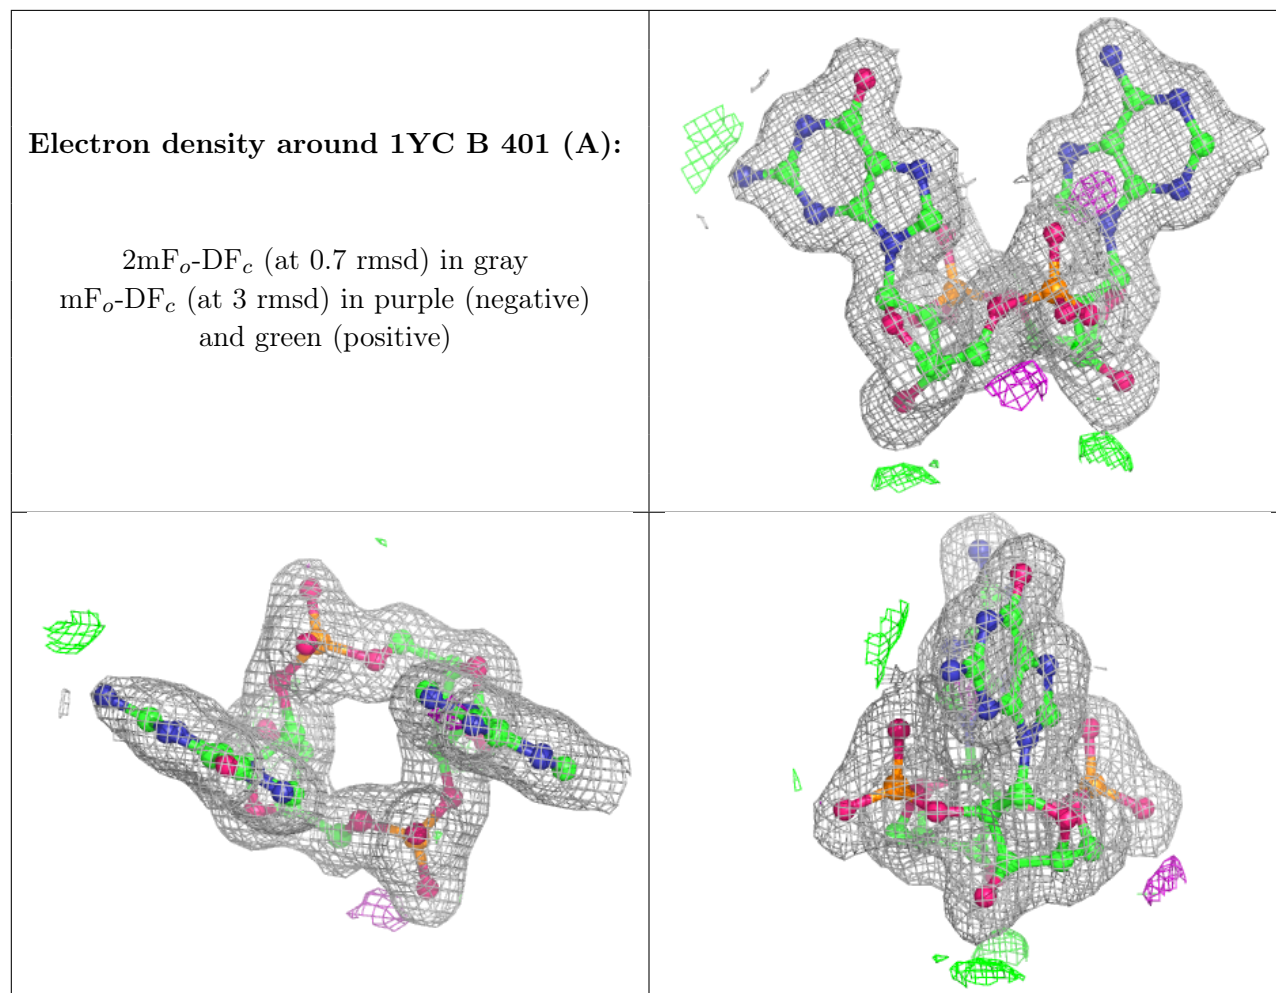 Electron density around 1YC B 401 (A):
2mFo-DFc (at 0.7 rmsd) in gray
mFo-DFc (at 3 rmsd) in purple (negative)
and green (positive)